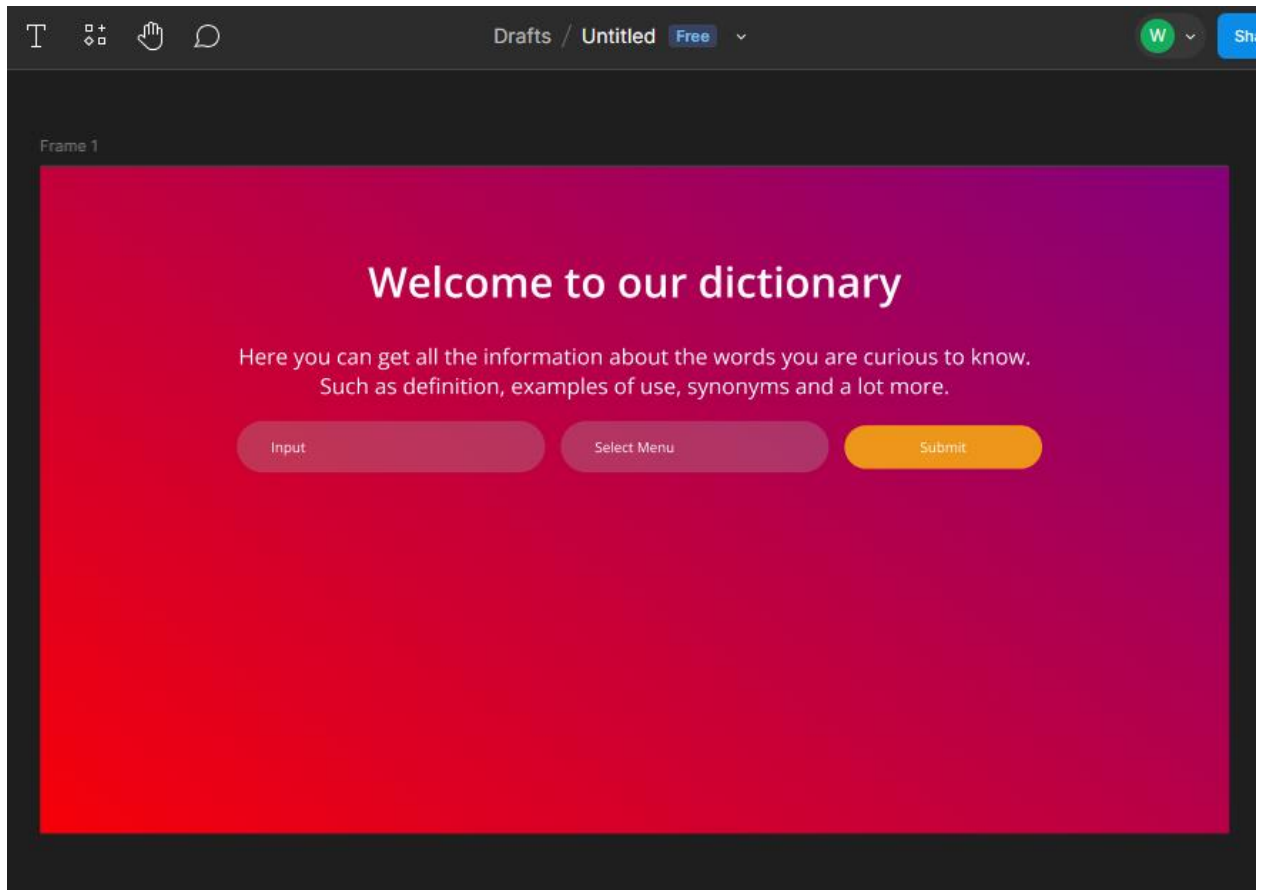 Drafts / Untitled Free
W
Frame 1
Welcome to our dictionary
Here you can get all the information about the words you are curious to know.
Such as definition, examples of use, synonyms and a lot more.
Input
Select Menu
Submit